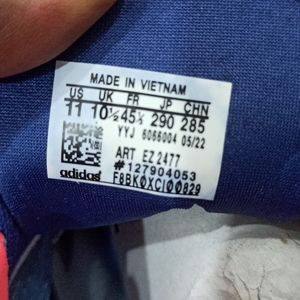 MADE IN VIETNAM
US UK FR JP CHN
11 10½ 45⅓ 290 285
YYJ 6066004 05/22
ART EZ2477
#127904053
adidas F8BK0XCI00829